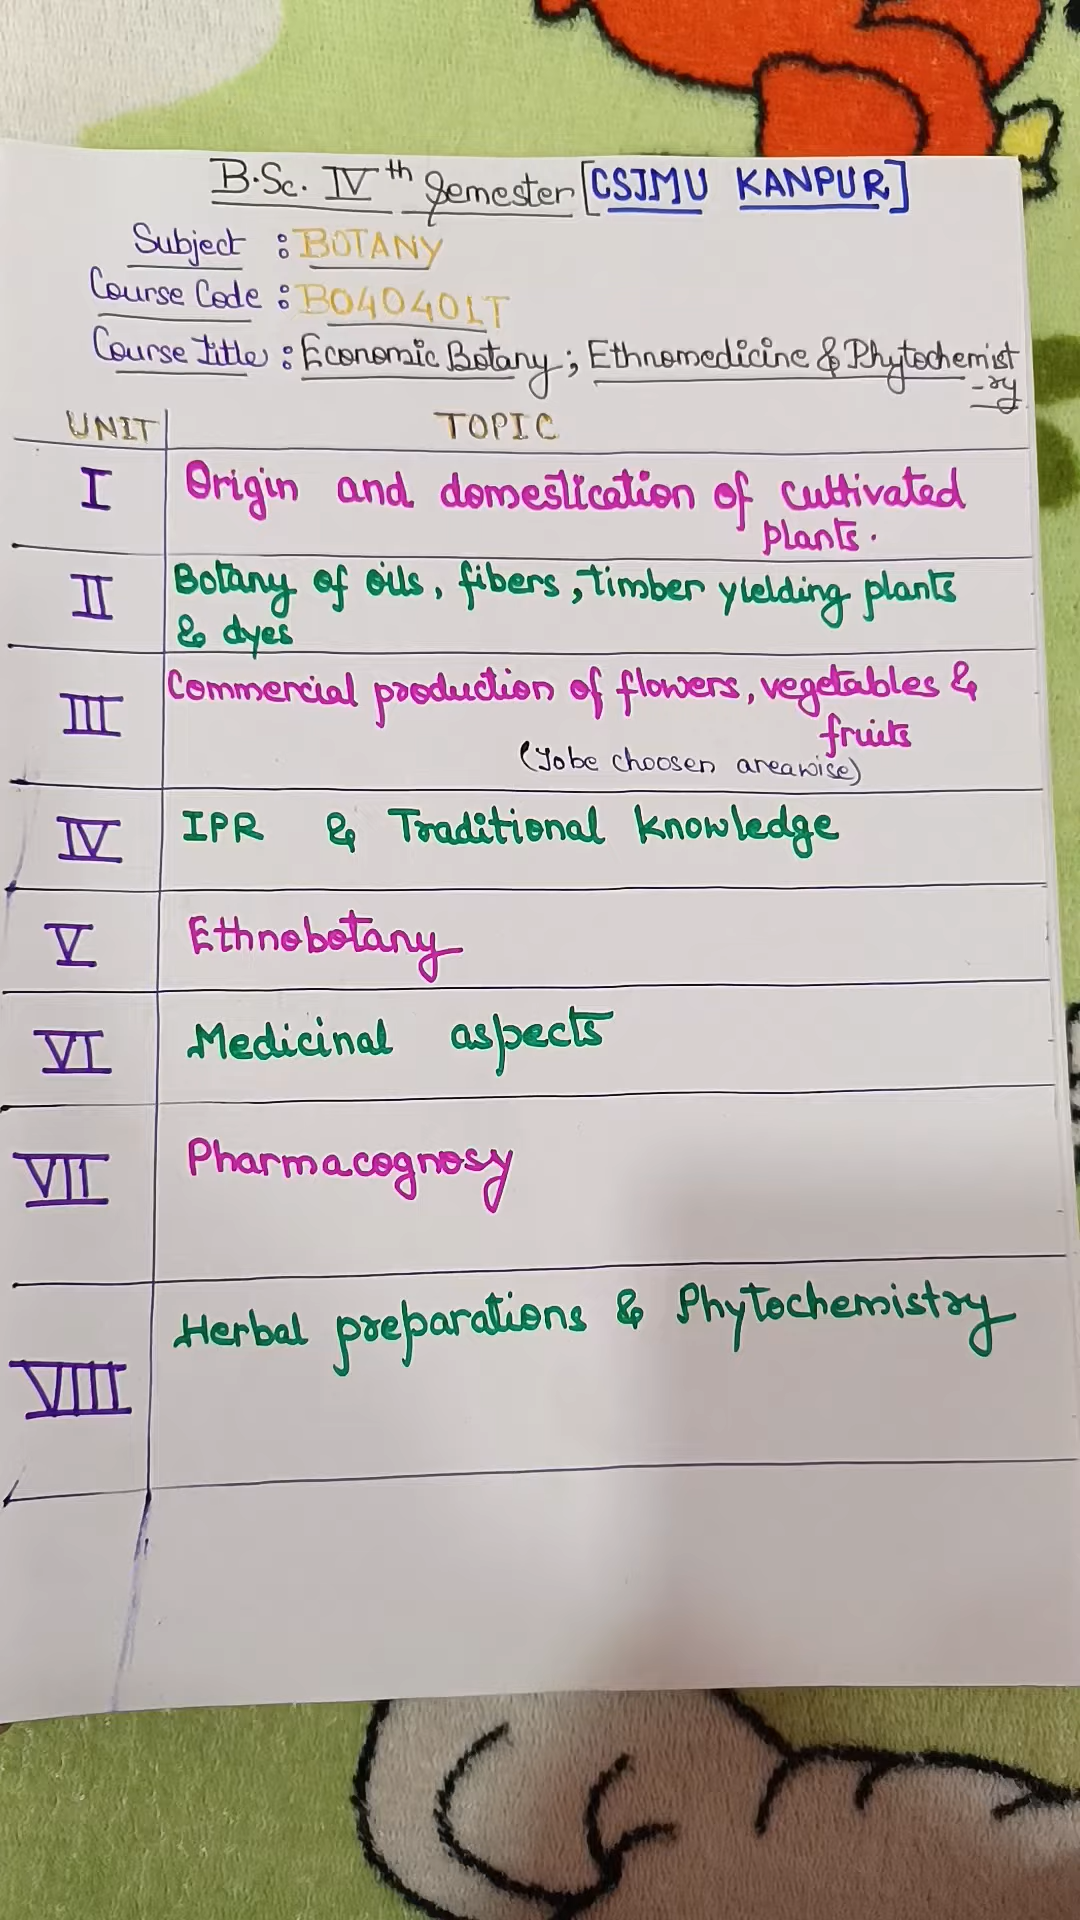 B.Sc. IVth Semester [CSJMU KANPUR]
Subject : BOTANY
Course Code : B040401T
Course Title : Economic Botany ; Ethnomedicine & Phytochemist
-ry
UNIT TOPIC
I Origin and domestication of cultivated
plants.
II Botany of oils, fibers, timber yielding plants
& dyes
III Commercial production of flowers, vegetables &
fruits
(To be choosen areawise)
IV IPR & Traditional knowledge
V Ethnobotany
VI Medicinal aspects
VII Pharmacognosy
VIII Herbal preparations & Phytochemistry